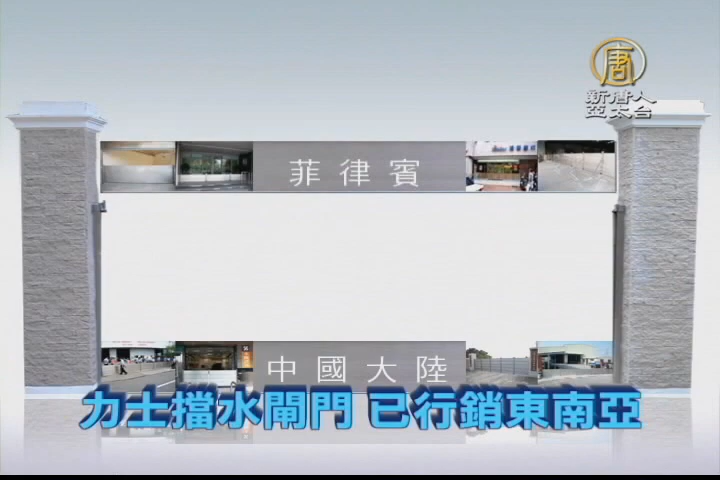 唐
新唐人
亞太台
菲律賓
中國大陸
力士擋水閘門 已行銷東南亞